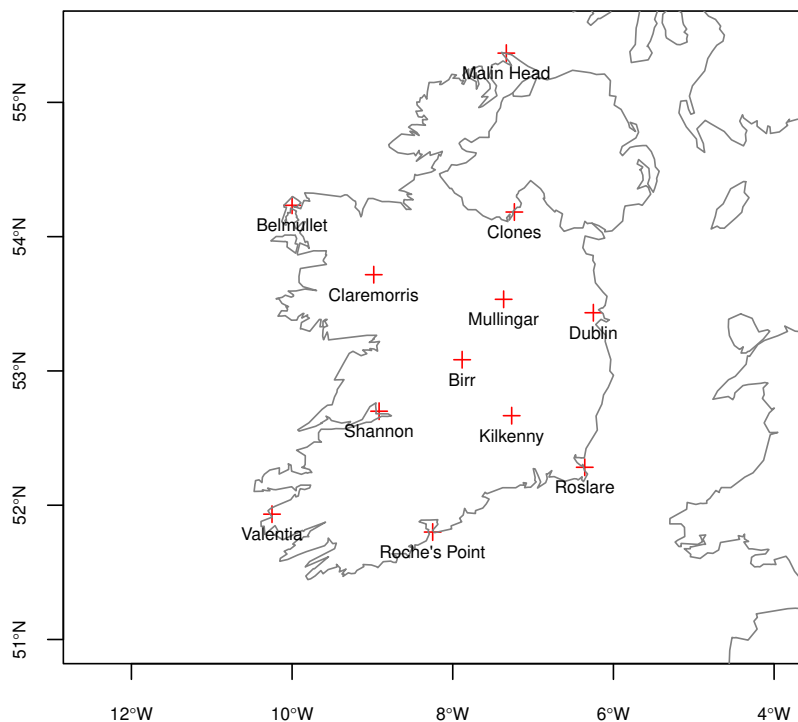 Malin Head
55°N
Belmullet
Clones
54°N
Claremorris
Mullingar
Dublin
53°N
Birr
Shannon
Kilkenny
Roslare
52°N
Valentia
Roche's Point
51°N
12°W 10°W 8°W 6°W 4°W